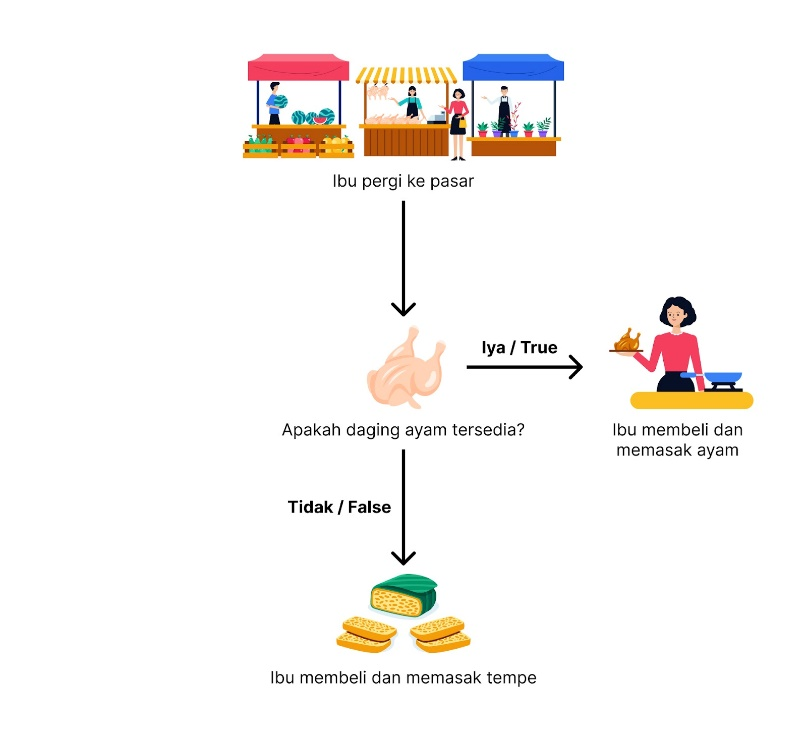 Ibu pergi ke pasar
Iya / True
Apakah daging ayam tersedia?
Ibu membeli dan
memasak ayam
Tidak / False
Ibu membeli dan memasak tempe